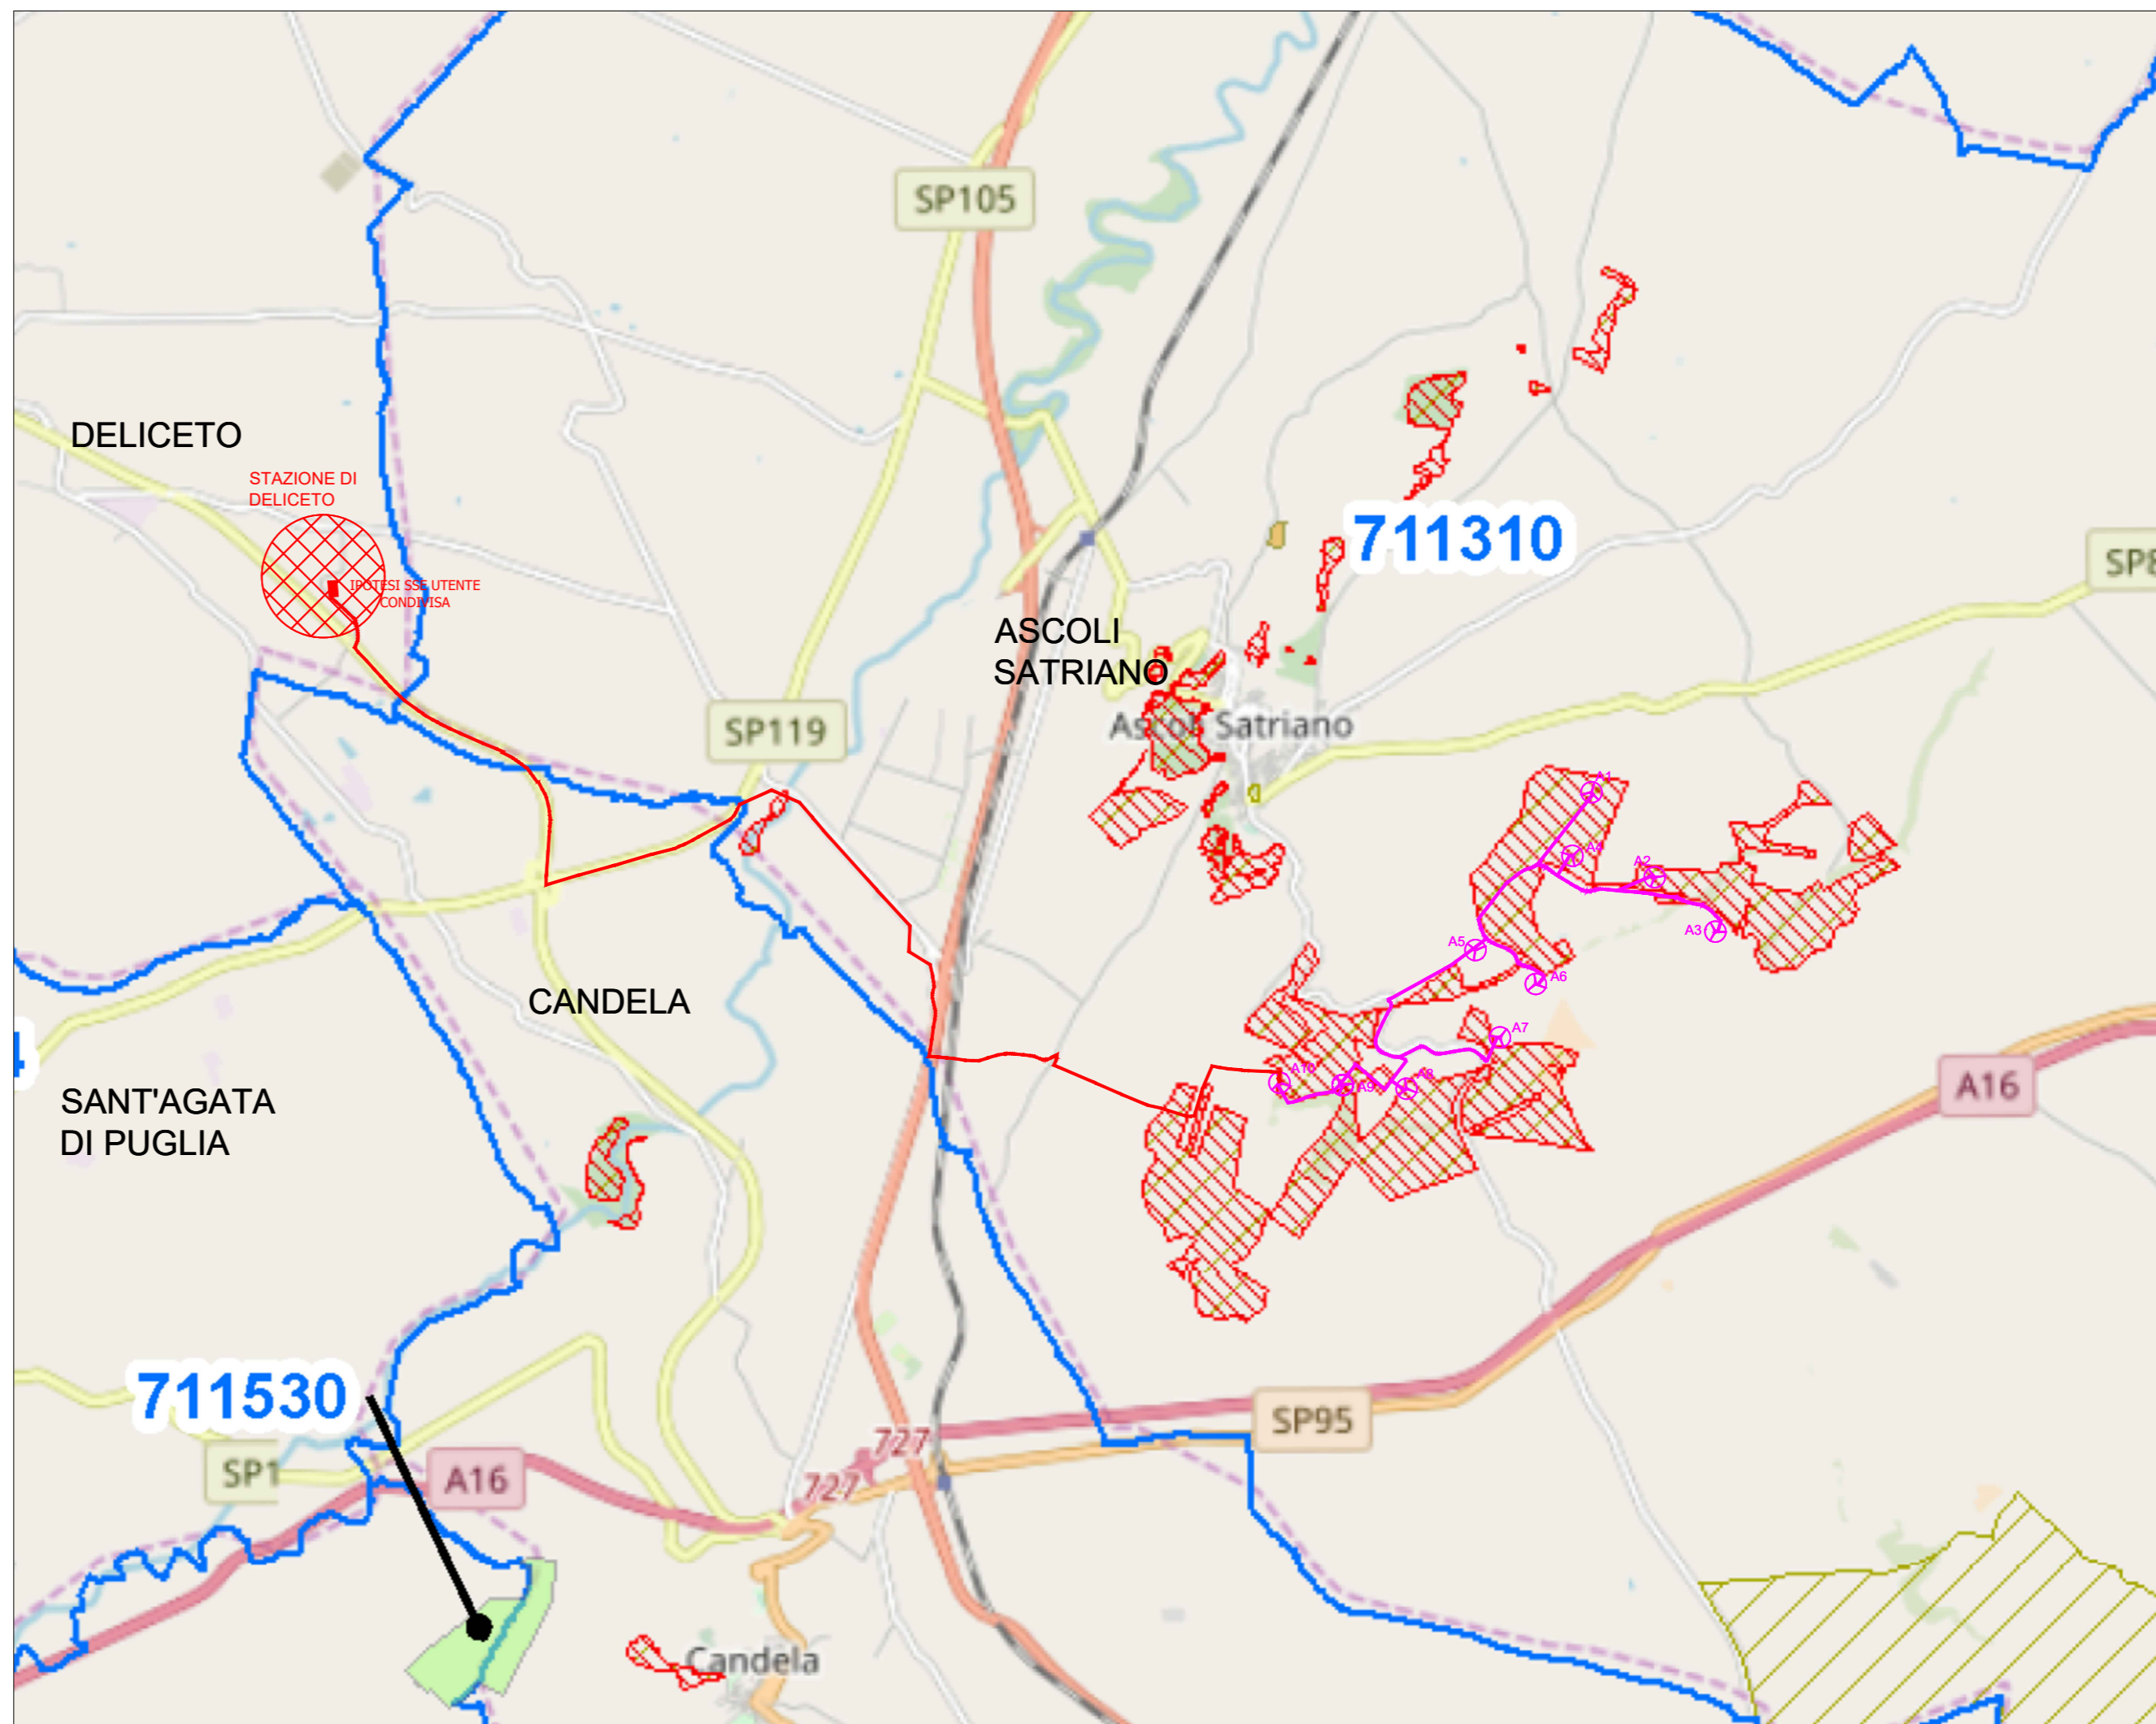 SP105
DELICETO
STAZIONE DI
DELICETO
IPOTESI SSE UTENTE
CONDIVISA
711310
SP8
ASCOLI
SATRIANO
Ascoli Satriano
SP119
A1
A4
A2
A3
A5
A6
A7
A10
A9
A8
CANDELA
4
SANT'AGATA
DI PUGLIA
A16
711530
SP95
727
727
SP1
A16
Candela